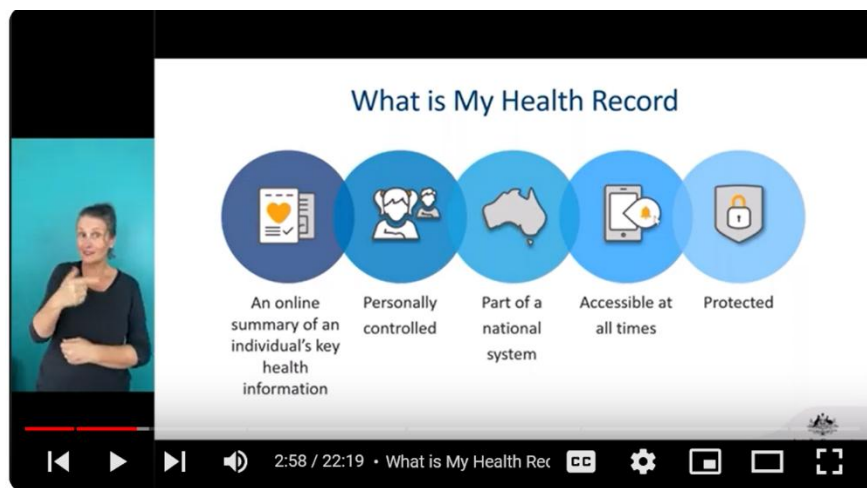 What is My Health Record
An online
summary of an
individual's key
health
information
Personally
controlled
Part of a
national
system
Accessible at
all times
Protected
2:58 / 22:19 • What is My Health Rec
CC